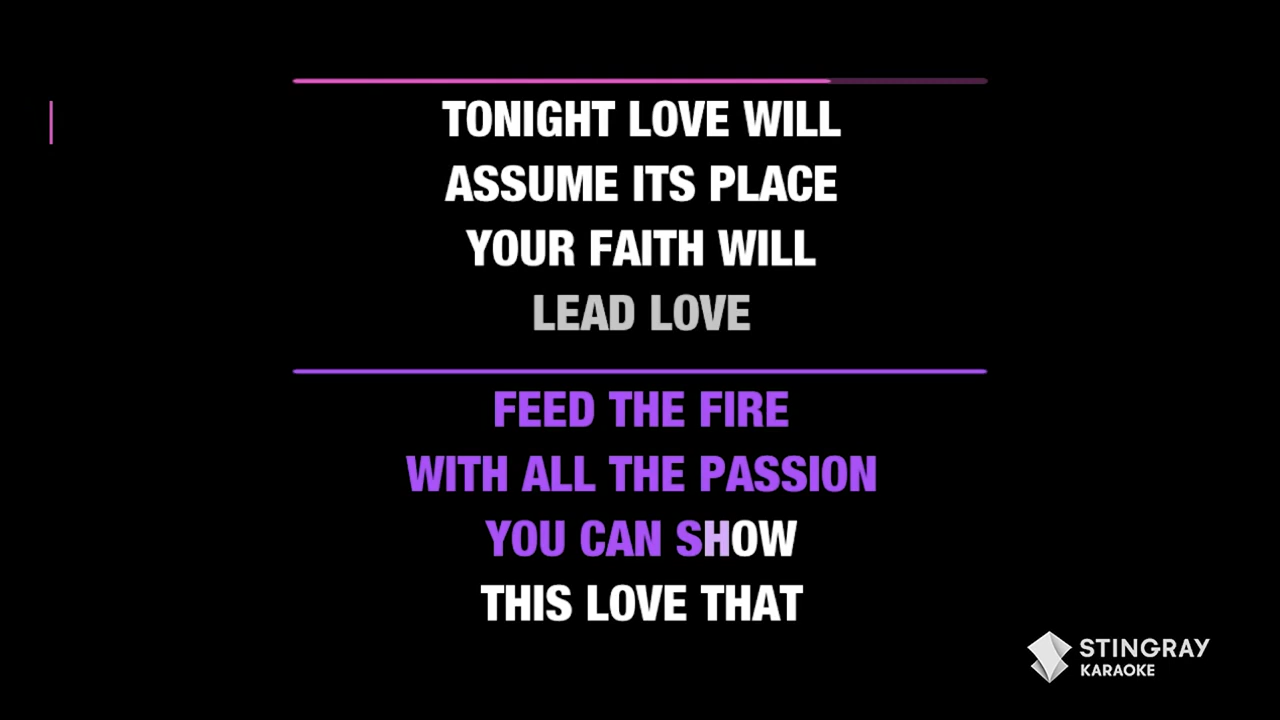 TONIGHT LOVE WILL
ASSUME ITS PLACE
YOUR FAITH WILL
LEAD LOVE
FEED THE FIRE
WITH ALL THE PASSION
YOU CAN SHOW
THIS LOVE THAT
STINGRAY
KARAOKE